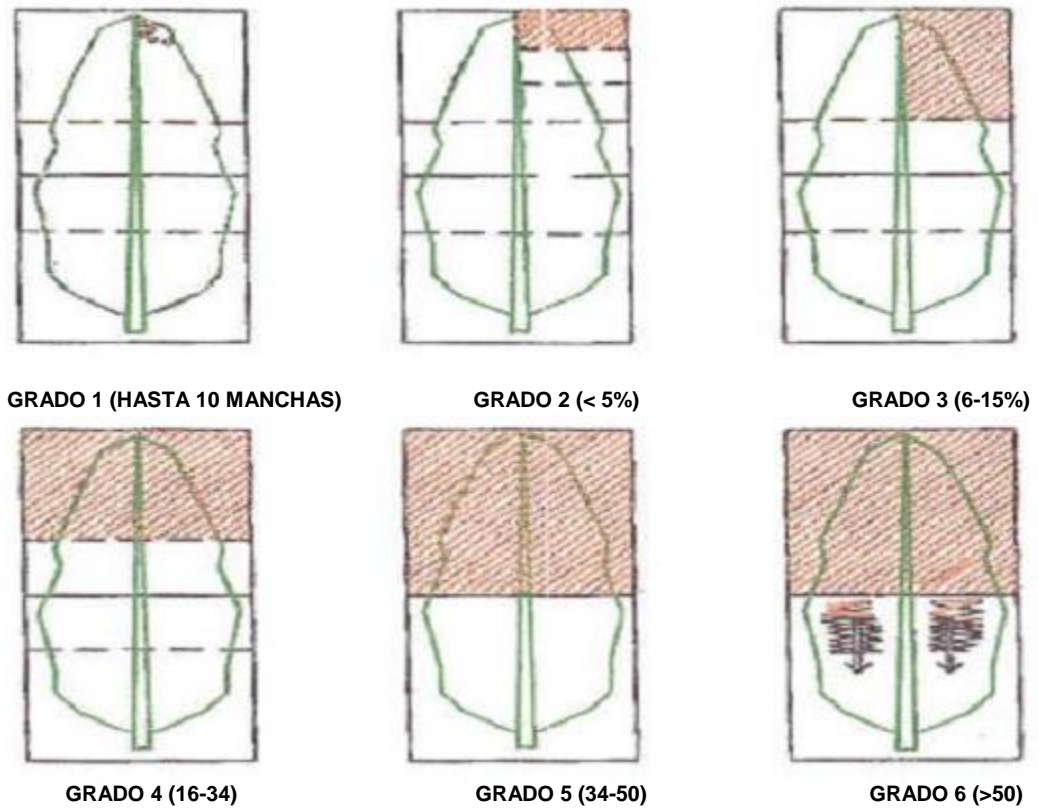 GRADO 1 (HASTA 10 MANCHAS)
GRADO 2 (< 5%)
GRADO 3 (6-15%)
GRADO 4 (16-34)
GRADO 5 (34-50)
GRADO 6 (>50)